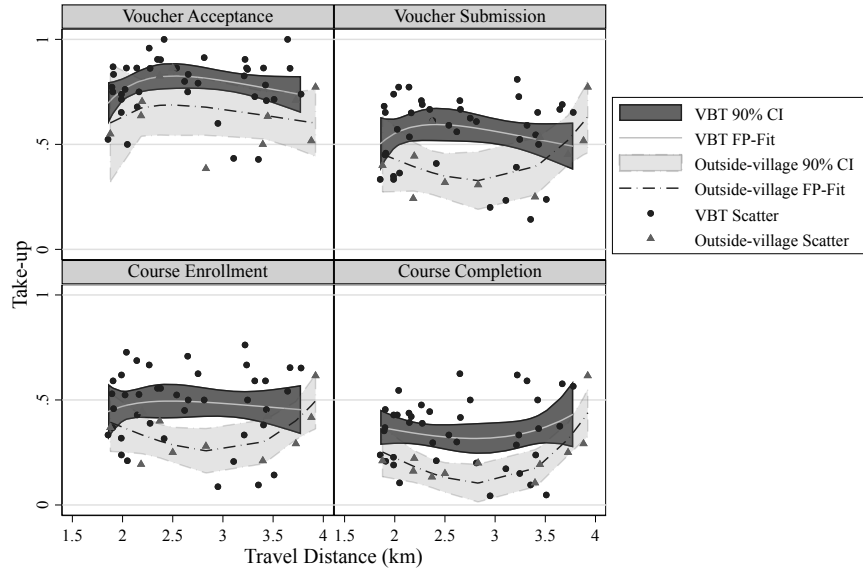 Voucher Acceptance
Voucher Submission
Course Enrollment
Course Completion
Take-up
1
.5
0
1
.5
0
1.5 2 2.5 3 3.5 4
1.5 2 2.5 3 3.5 4
Travel Distance (km)
VBT 90% CI
VBT FP-Fit
Outside-village 90% CI
Outside-village FP-Fit
VBT Scatter
Outside-village Scatter